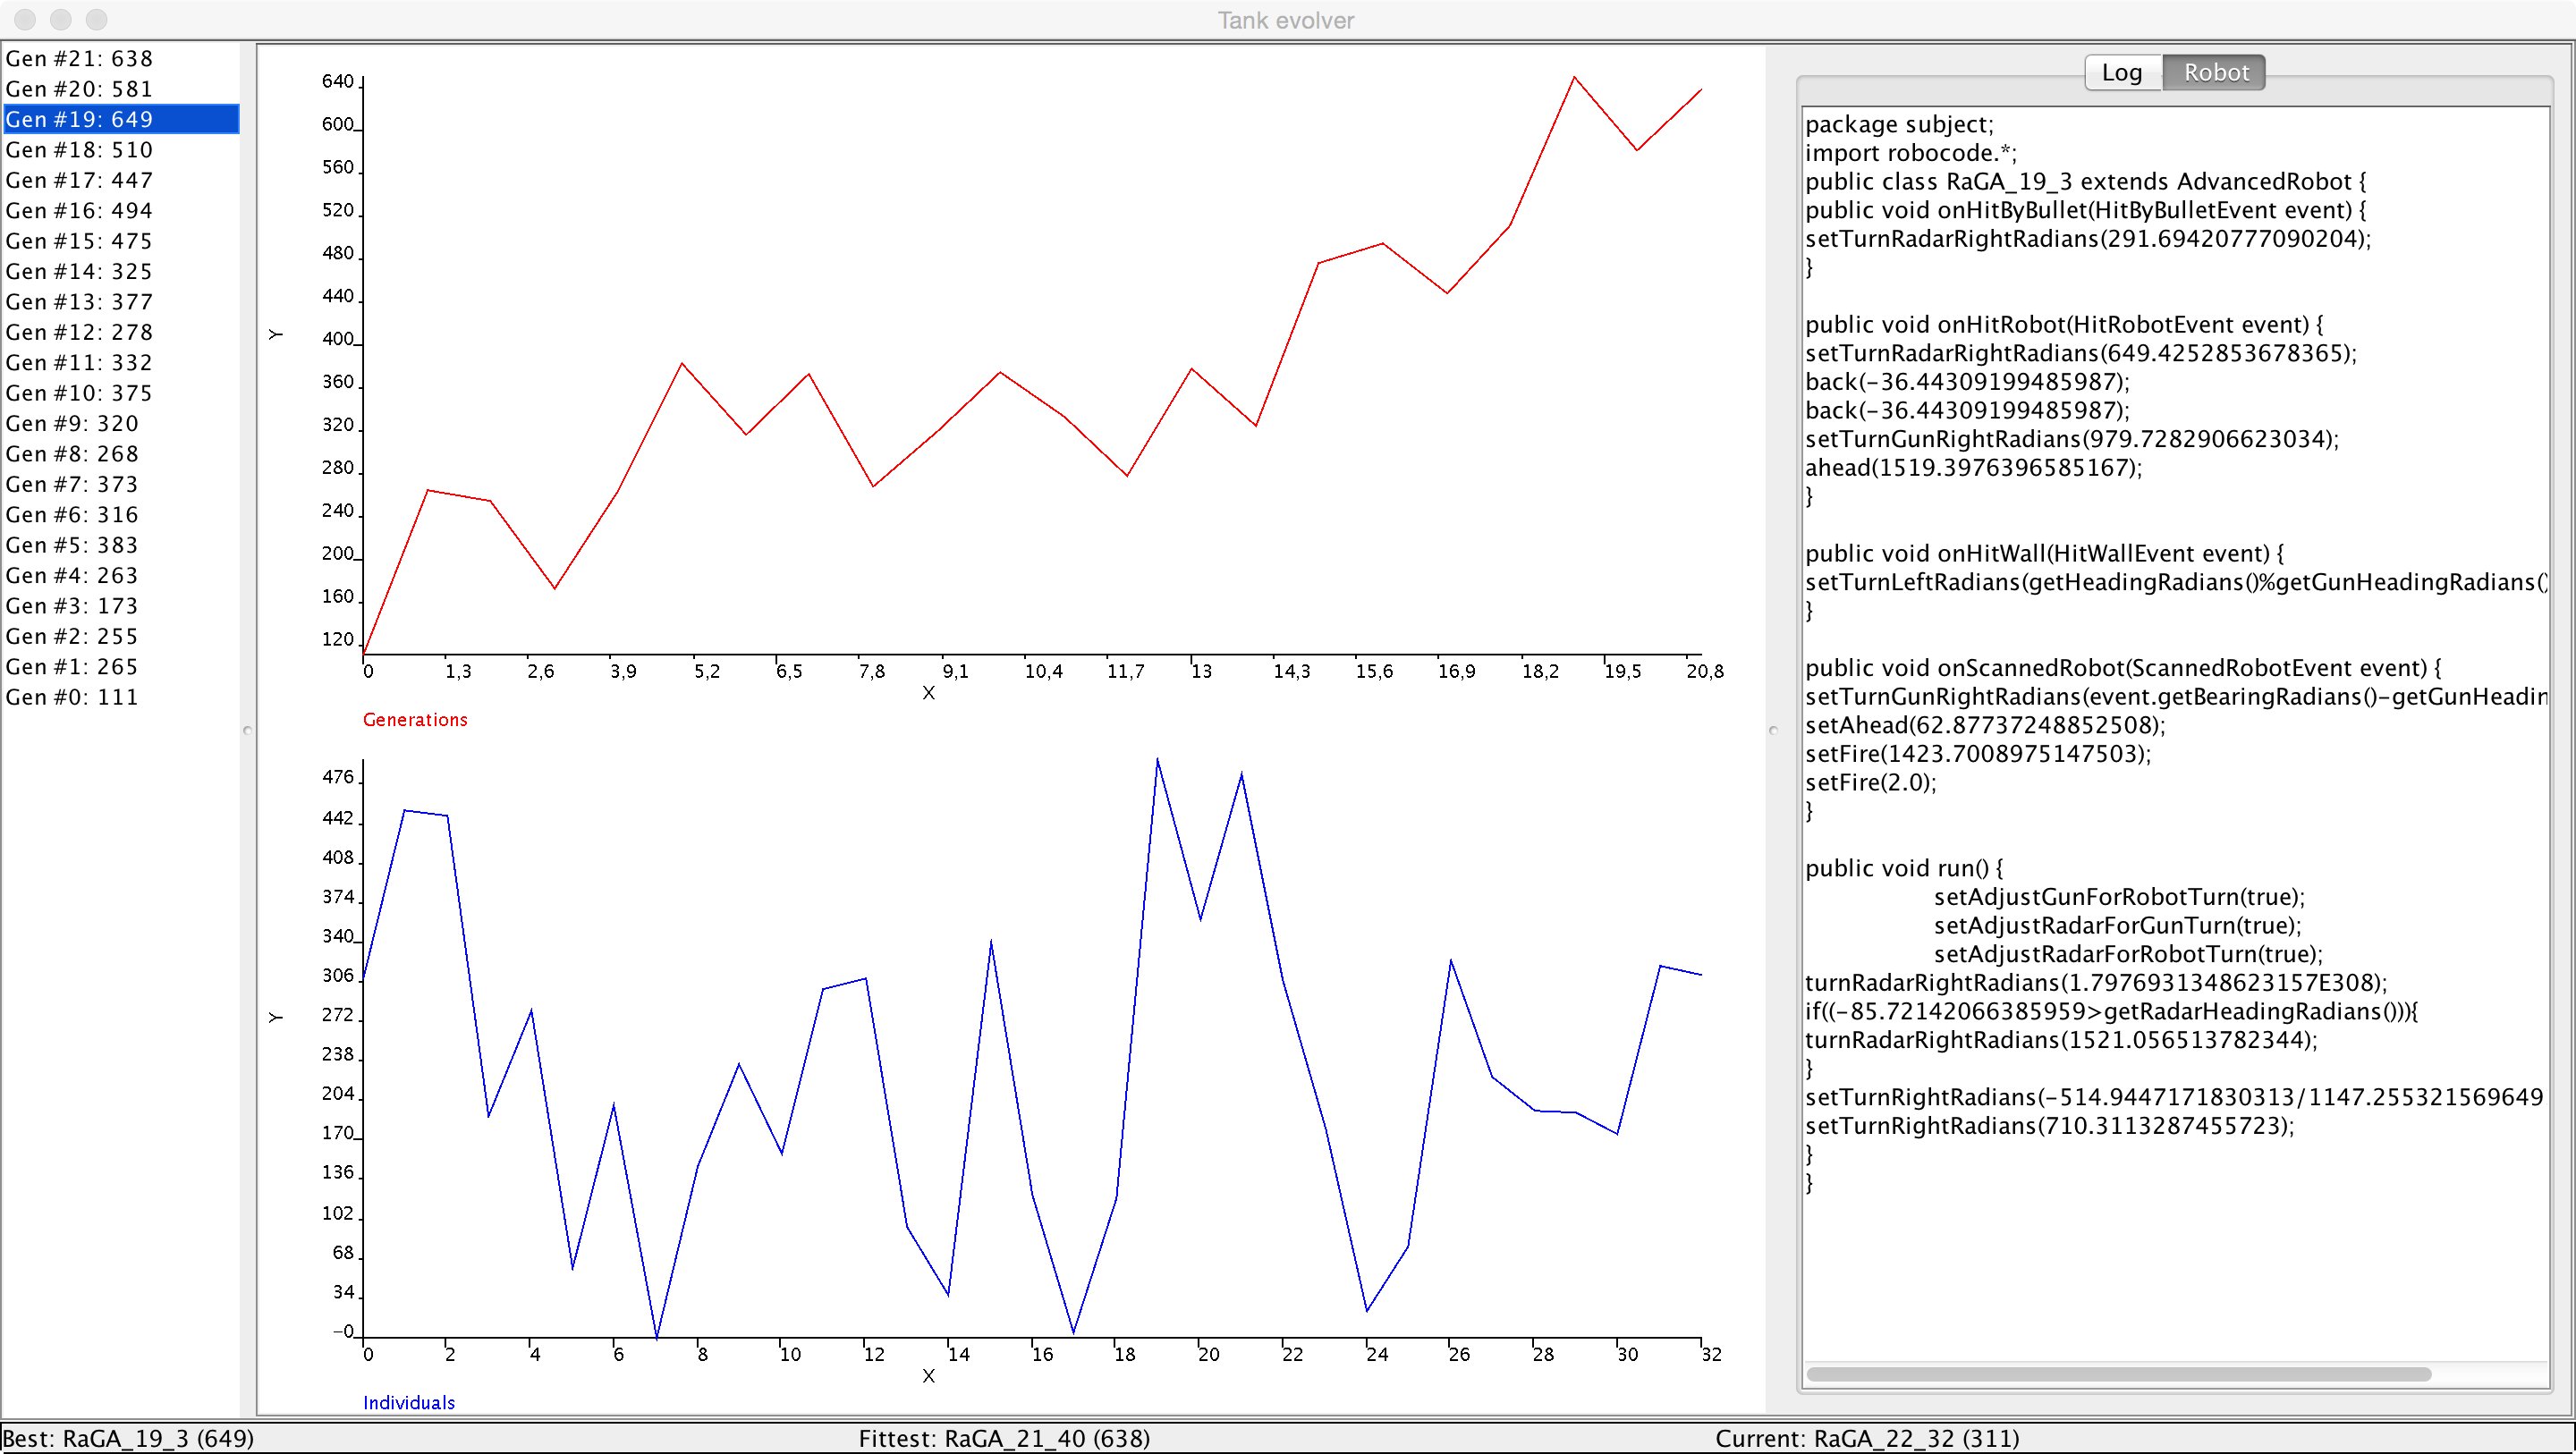 Tank evolver
Gen #21: 638
Gen #20: 581
Gen #19: 649
Gen #18: 510
Gen #17: 447
Gen #16: 494
Gen #15: 475
Gen #14: 325
Gen #13: 377
Gen #12: 278
Gen #11: 332
Gen #10: 375
Gen #9: 320
Gen #8: 268
Gen #7: 373
Gen #6: 316
Gen #5: 383
Gen #4: 263
Gen #3: 173
Gen #2: 255
Gen #1: 265
Gen #0: 111
640
600
560
520
480
440
400
360
320
280
240
200
160
120
Y
0 1,3 2,6 3,9 5,2 6,5 7,8 9,1 10,4 11,7 13 14,3 15,6 16,9 18,2 19,5 20,8
X
Generations
476
442
408
374
340
306
272
238
204
170
136
102
68
34
-0
Y
0 2 4 6 8 10 12 14 16 18 20 22 24 26 28 30 32
X
Individuals
Log Robot
package subject;
import robocode.*;
public class RaGA_19_3 extends AdvancedRobot {
public void onHitByBullet(HitByBulletEvent event) {
setTurnRadarRightRadians(291.69420777090204);
}
public void onHitRobot(HitRobotEvent event) {
setTurnRadarRightRadians(649.4252853678365);
back(-36.44309199485987);
back(-36.44309199485987);
setTurnGunRightRadians(979.7282906623034);
ahead(1519.3976396585167);
}
public void onHitWall(HitWallEvent event) {
setTurnLeftRadians(getHeadingRadians()%getGunHeadingRadians()
}
public void onScannedRobot(ScannedRobotEvent event) {
setTurnGunRightRadians(event.getBearingRadians()-getGunHeadin
setAhead(62.87737248852508);
setFire(1423.7008975147503);
setFire(2.0);
}
public void run() {
setAdjustGunForRobotTurn(true);
setAdjustRadarForGunTurn(true);
setAdjustRadarForRobotTurn(true);
turnRadarRightRadians(1.7976931348623157E308);
if((-85.72142066385959>getRadarHeadingRadians())){
turnRadarRightRadians(1521.056513782344);
}
setTurnRightRadians(-514.9447171830313/1147.255321569649
setTurnRightRadians(710.3113287455723);
}
}
Best: RaGA_19_3 (649)
Fittest: RaGA_21_40 (638)
Current: RaGA_22_32 (311)